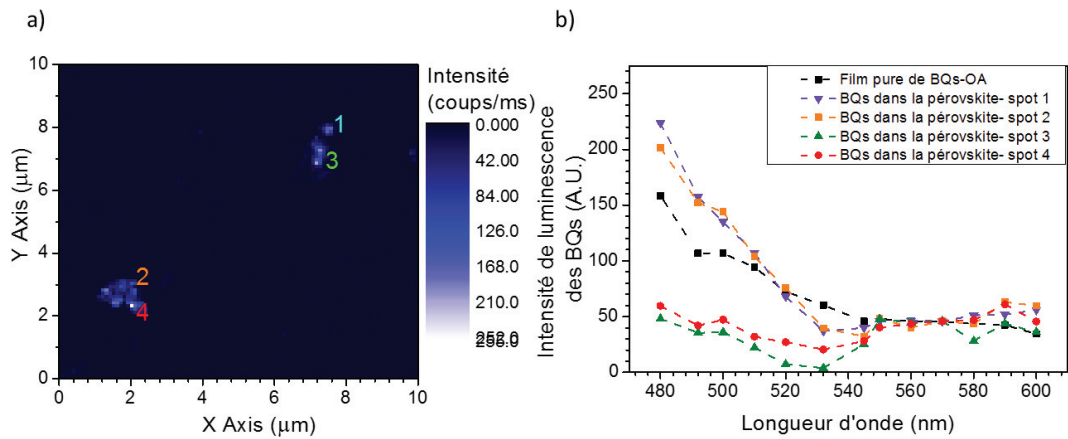 a)
10
8
6
4
2
0
Y Axis (μm)
0 2 4 6 8 10
X Axis (μm)
1
3
2
4
Intensité
(coups/ms)
0.000
42.00
84.00
126.0
168.0
210.0
252.0
256.0
b)
Intensité de luminescence
des BQs (A.U.)
250
200
150
100
50
0
480 500 520 540 560 580 600
Longueur d'onde (nm)
Film pure de BQs-OA
BQs dans la pérovskite- spot 1
BQs dans la pérovskite- spot 2
BQs dans la pérovskite- spot 3
BQs dans la pérovskite- spot 4